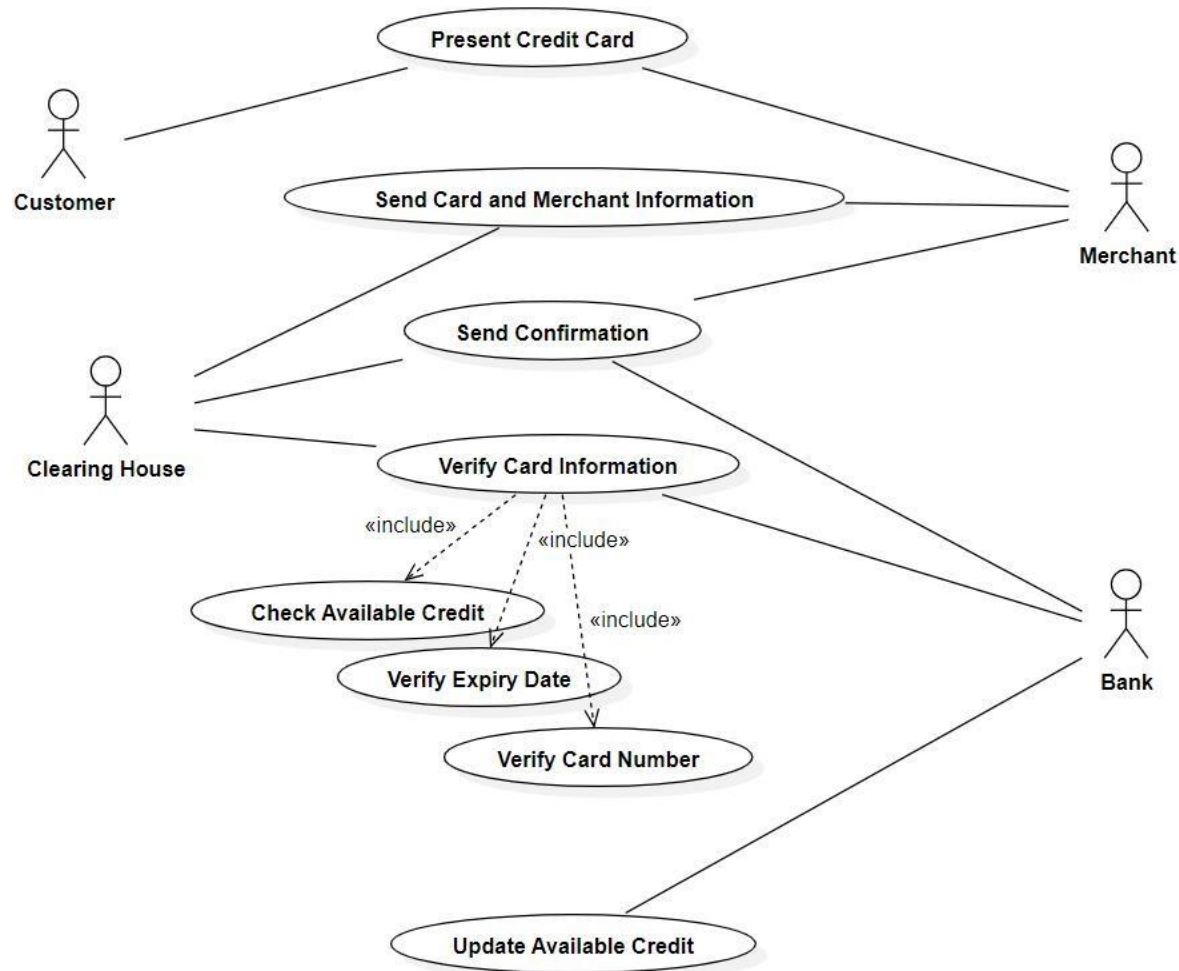 Present Credit Card
Customer
Send Card and Merchant Information
Merchant
Send Confirmation
Clearing House
Verify Card Information
«include»
«include»
Check Available Credit
«include»
Verify Expiry Date
Bank
Verify Card Number
Update Available Credit